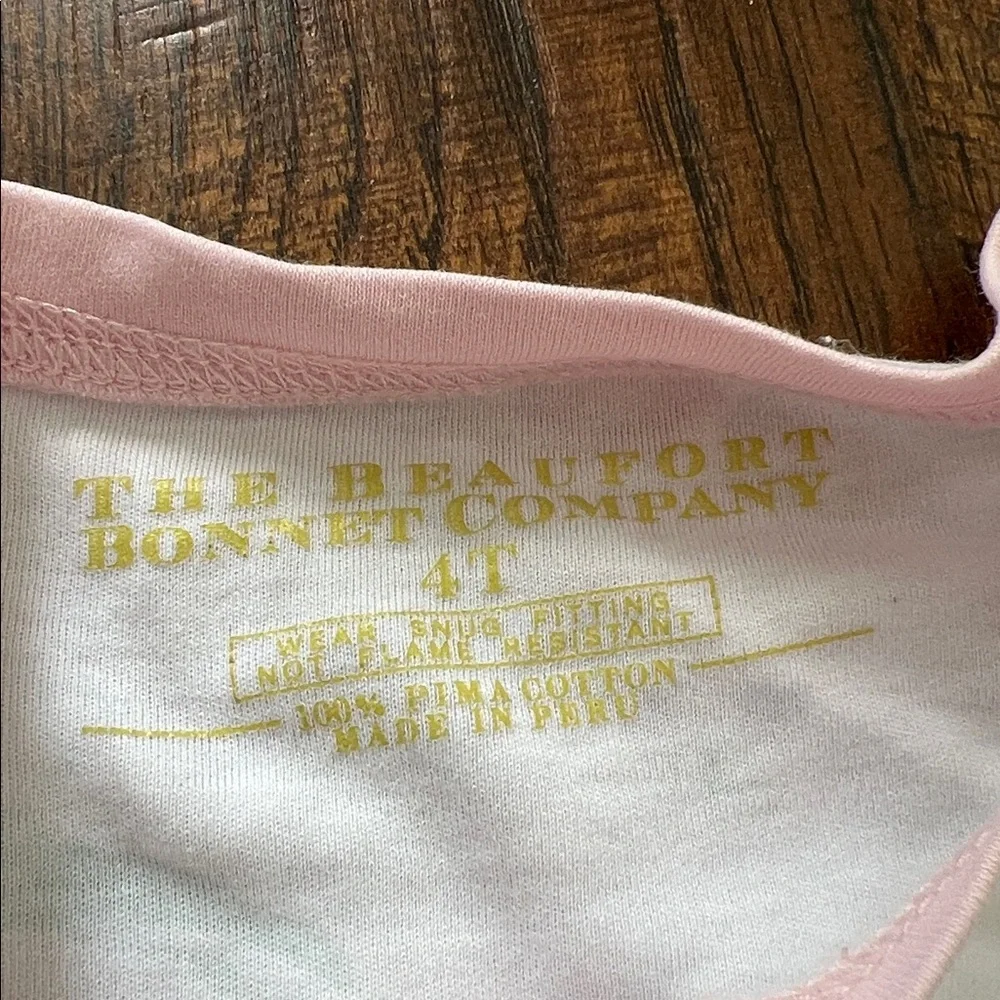 THE BEAUFORT
BONNET COMPANY
4T
WEAR SNUG FITTING
NOT FLAME RESISTANT
100% PIMA COTTON
MADE IN PERU